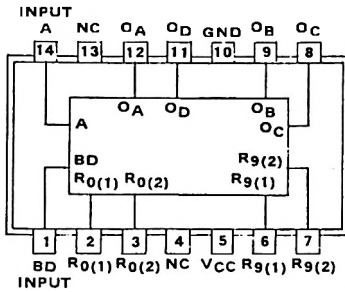 INPUT
A NC OA OD GND OB OC
14 13 12 11 10 9 8
OA OD OB
A OC
BD R9(2)
R0(1) R0(2) R9(1)
1 2 3 4 5 6 7
BD R0(1) R0(2) NC VCC R9(1) R9(2)
INPUT